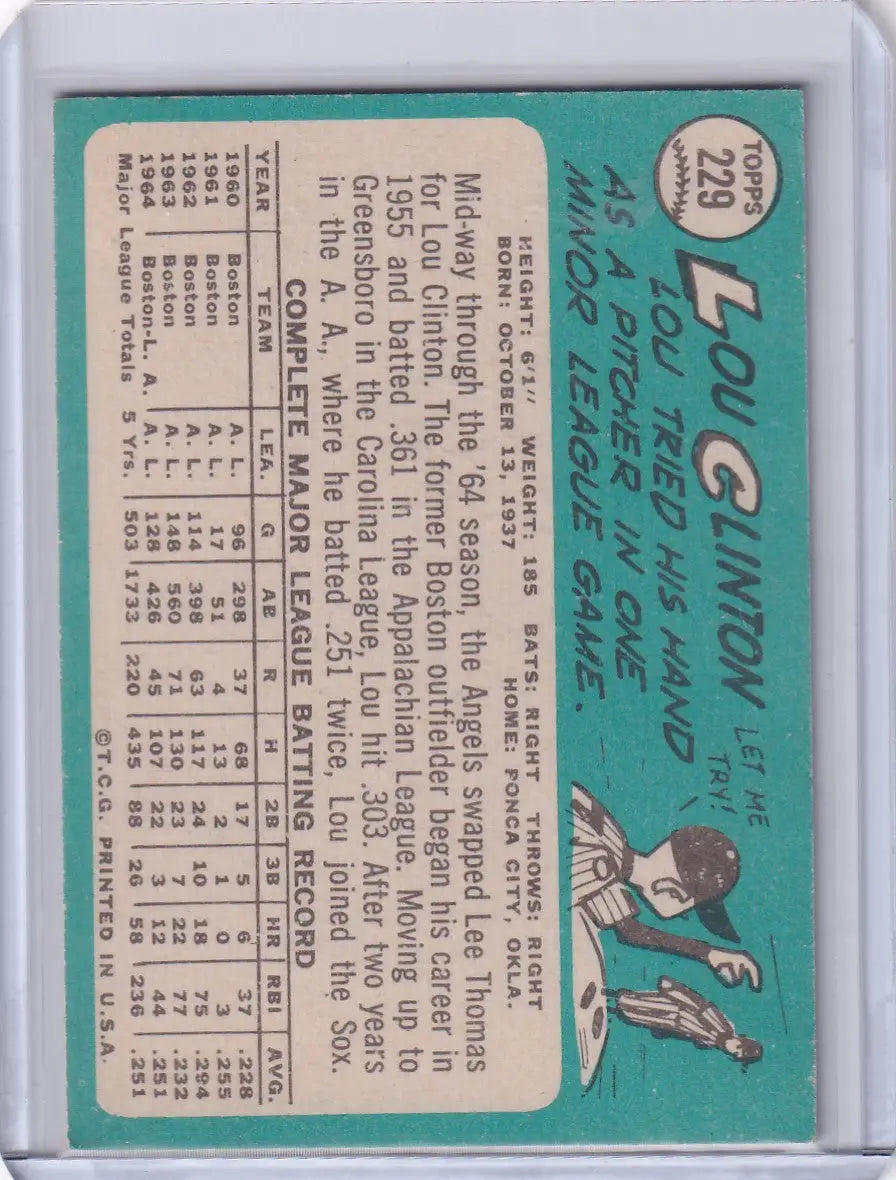 TOPPS
229
LOU CLINTON
LOU TRIED HIS HAND
AS A PITCHER IN ONE
MINOR LEAGUE GAME.
LET ME
TRY!
HEIGHT: 6'1" WEIGHT: 185 BATS: RIGHT THROWS: RIGHT
BORN: OCTOBER 13, 1937 HOME: PONCA CITY, OKLA.
Mid-way through the '64 season, the Angels swapped Lee Thomas
for Lou Clinton. The former Boston outfielder began his career in
1955 and batted .361 in the Appalachian League. Moving up to
Greensboro in the Carolina League, Lou hit .303. After two years
in the A. A., where he batted .251 twice, Lou joined the Sox.
COMPLETE MAJOR LEAGUE BATTING RECORD
YEAR TEAM LEA. G AB R H 2B 3B HR RBI AVG.
1960 Boston A. L. 96 298 37 68 17 5 6 37 .228
1961 Boston A. L. 17 51 4 13 2 1 0 3 .255
1962 Boston A. L. 114 398 63 117 24 10 18 75 .294
1963 Boston A. L. 148 560 71 130 23 7 22 77 .232
1964 Boston-L. A. A. L. 128 426 45 107 22 3 12 44 .251
Major League Totals 5 Yrs. 503 1733 220 435 88 26 58 236 .251
©T.C.G. PRINTED IN U.S.A.